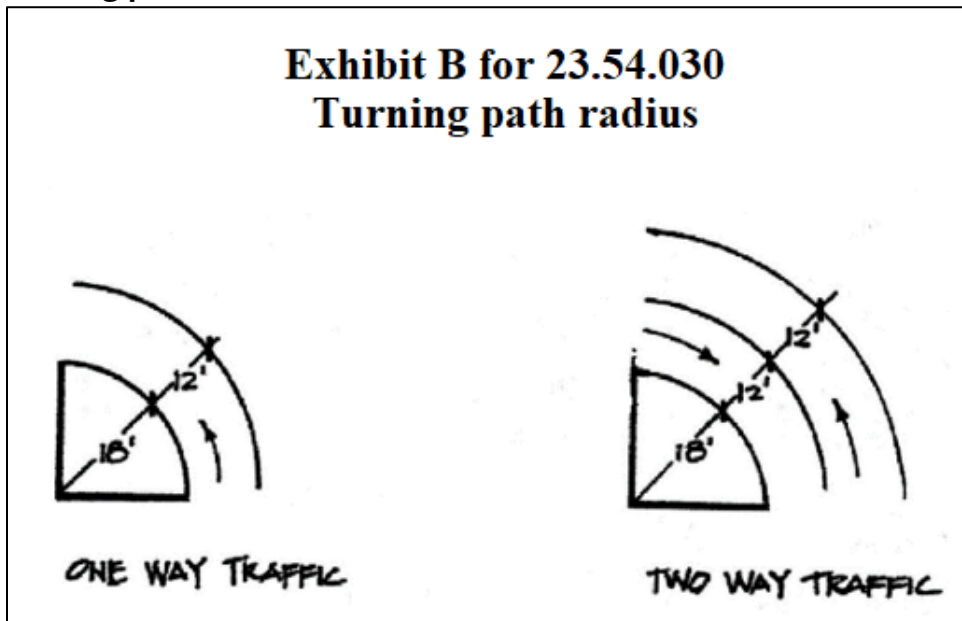 Exhibit B for 23.54.030
Turning path radius
12'
18'
ONE WAY TRAFFIC
12'
12'
18'
TWO WAY TRAFFIC